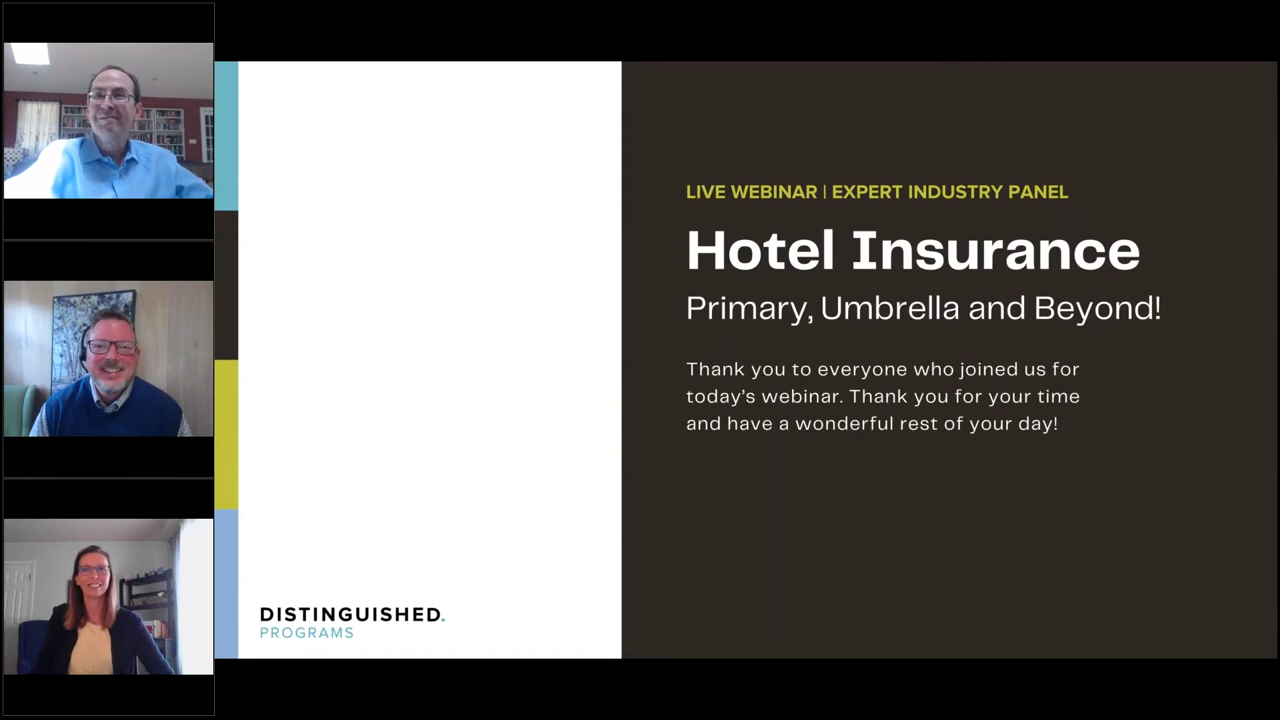 LIVE WEBINAR | EXPERT INDUSTRY PANEL
Hotel Insurance
Primary, Umbrella and Beyond!
Thank you to everyone who joined us for
today’s webinar. Thank you for your time
and have a wonderful rest of your day!
DISTINGUISHED.
PROGRAMS